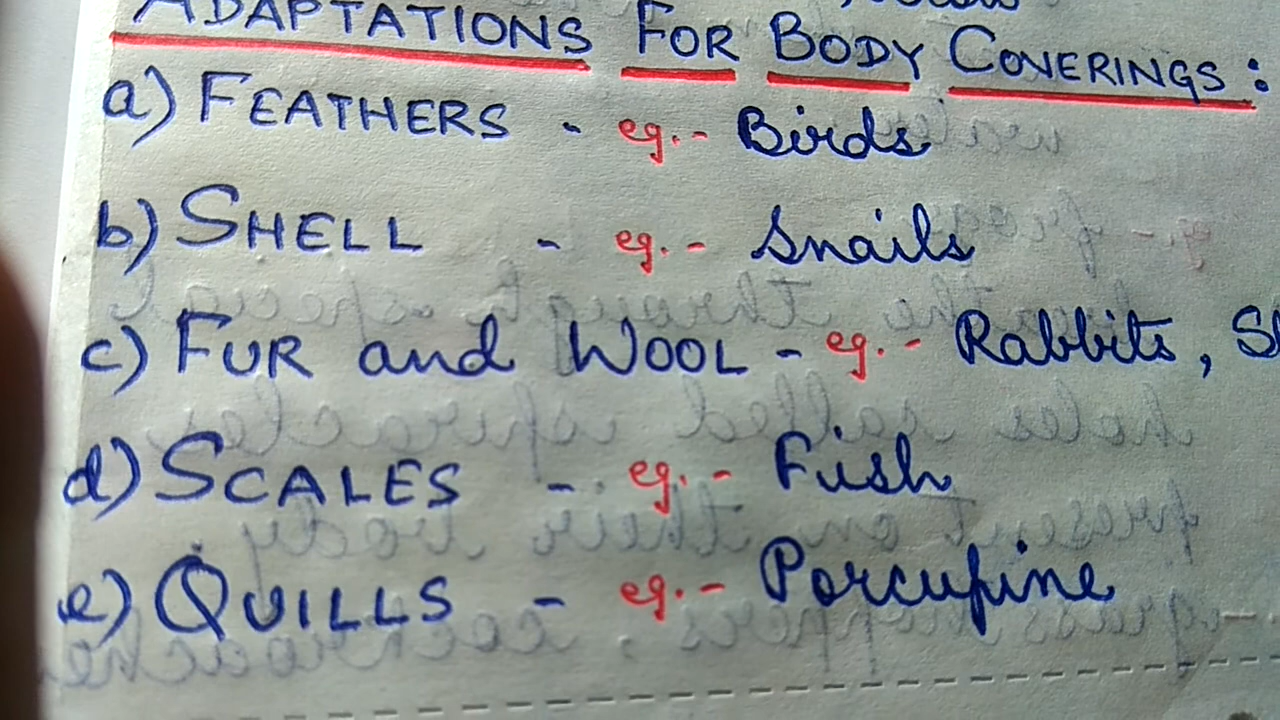 ADAPTATIONS FOR BODY COVERINGS :
a) FEATHERS - eg.- Birds
b) SHELL - eg.- Snails
c) FUR and WOOL - eg.- Rabbits,
d) SCALES - eg.- Fish
e) QUILLS - eg.- Porcupine